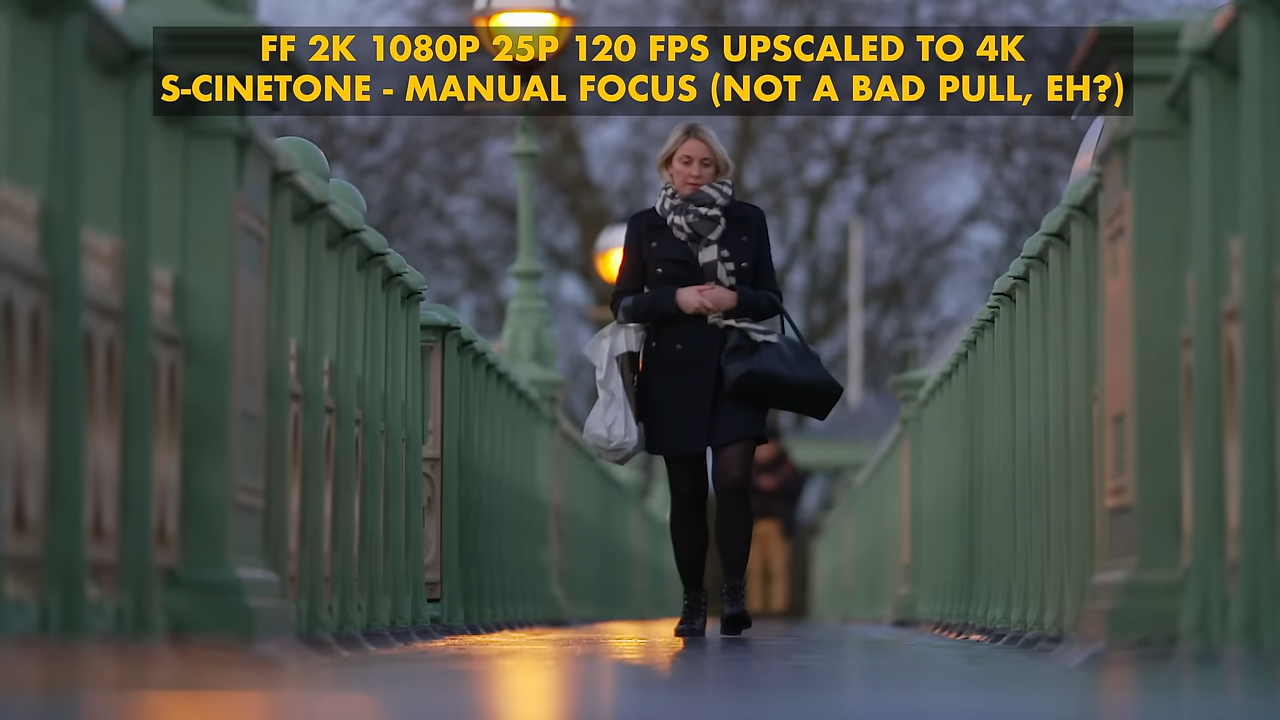 FF 2K 1080P 25P 120 FPS UPSCALED TO 4K
S-CINETONE - MANUAL FOCUS (NOT A BAD PULL, EH?)